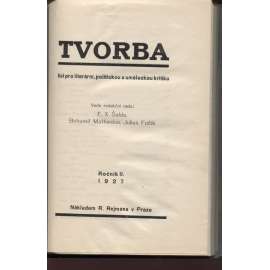 TVORBA
list pro literární, politickou a uměleckou kritiku
Vede redakční rada:
F. X. Šalda,
Bohumil Mathesius, Julius Fučík
Ročník II.
1927
Nákladem R. Rejmana v Praze